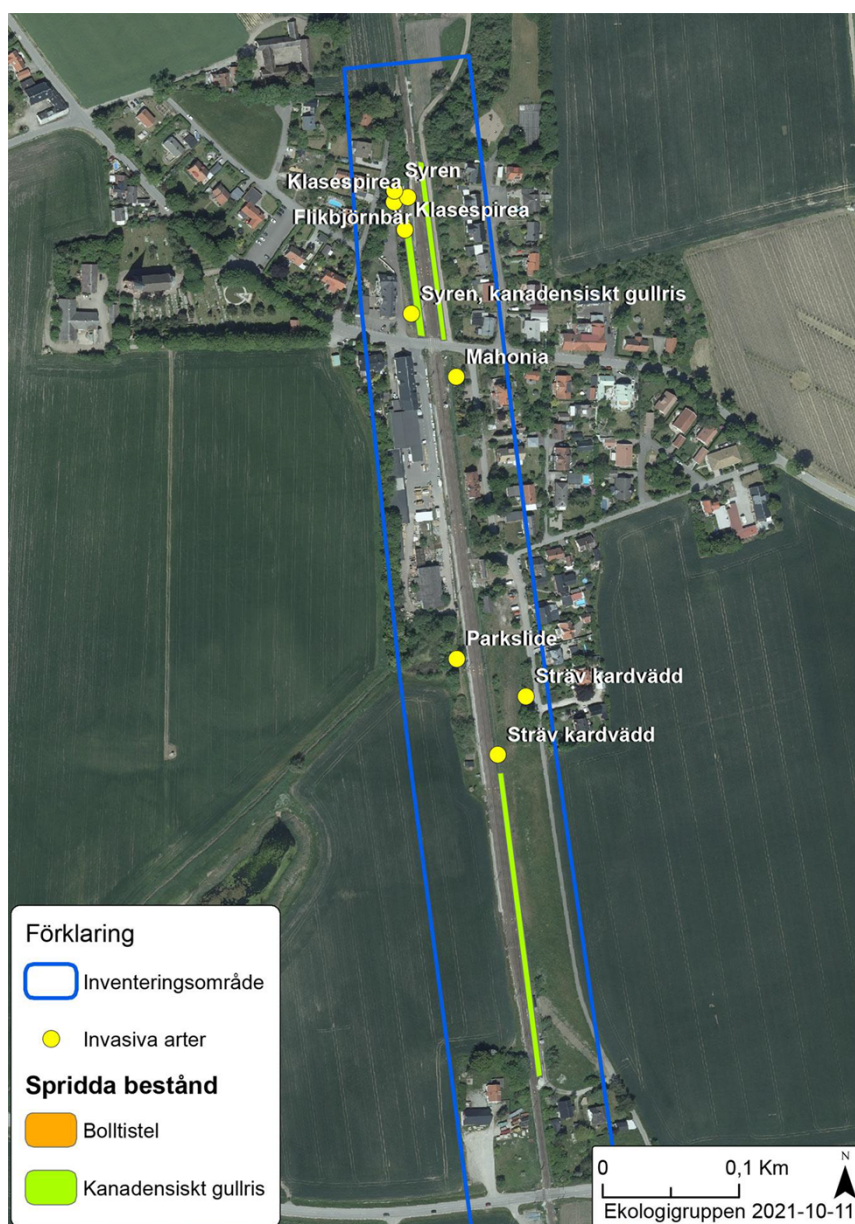 Syren
Klasespirea
Klasespirea
Flikbjörnbär
Syren, kanadensiskt gullris
Mahonia
Parkslide
Sträv kardvädd
Sträv kardvädd
Förklaring
Inventeringsområde
Invasiva arter
Spridda bestånd
Bolltistel
Kanadensiskt gullris
0 0,1 Km
N
Ekologigruppen 2021-10-11